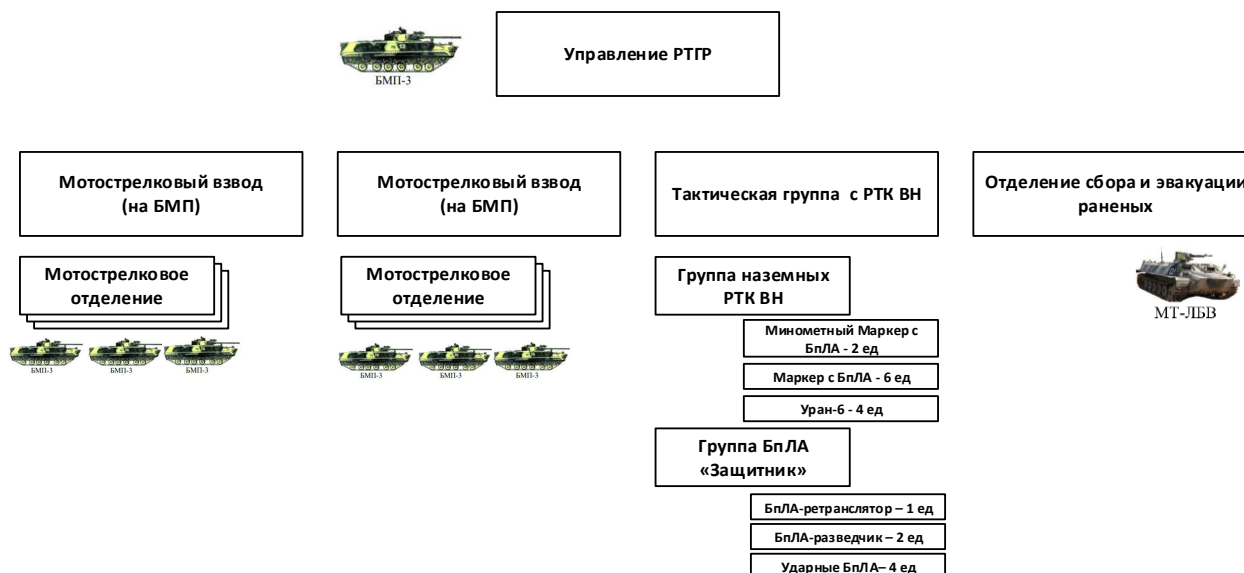 Управление РТГР
БМП-3
Мотострелковый взвод
(на БМП)
Мотострелковое
отделение
БМП-3
БМП-3
БМП-3
Мотострелковый взвод
(на БМП)
Мотострелковое
отделение
БМП-3
БМП-3
БМП-3
Тактическая группа с РТК ВН
Группа наземных
РТК ВН
Минометный Маркер с
БпЛА - 2 ед
Маркер с БпЛА - 6 ед
Уран-6 - 4 ед
Группа БпЛА
«Защитник»
БпЛА-ретранслятор – 1 ед
БпЛА-разведчик – 2 ед
Ударные БпЛА– 4 ед
Отделение сбора и эвакуации
раненых
МТ-ЛБВ